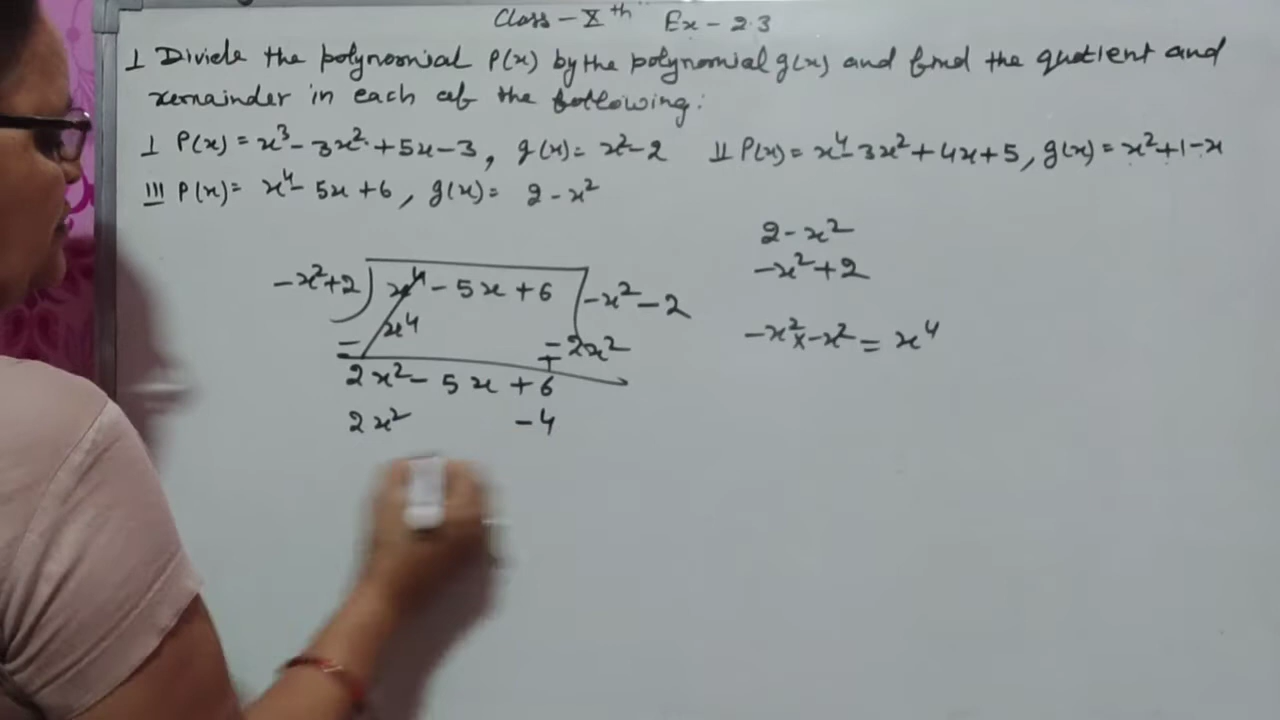 Class - Xth Ex - 2.3
I Divide the polynomial P(x) by the polynomial g(x) and find the quotient and
remainder in each of the following:
I P(x) = x³ - 3x² + 5x - 3, g(x) = x² - 2 II P(x) = x⁴ - 3x² + 4x + 5, g(x) = x² + 1 - x
III P(x) = x⁴ - 5x + 6, g(x) = 2 - x²
2 - x²
-x² + 2
-x² + 2 ) x⁴ - 5x + 6 ( -x² - 2
x⁴ - 2x²
- +
2x² - 5x + 6
2x² - 4
-x² × -x² = x⁴